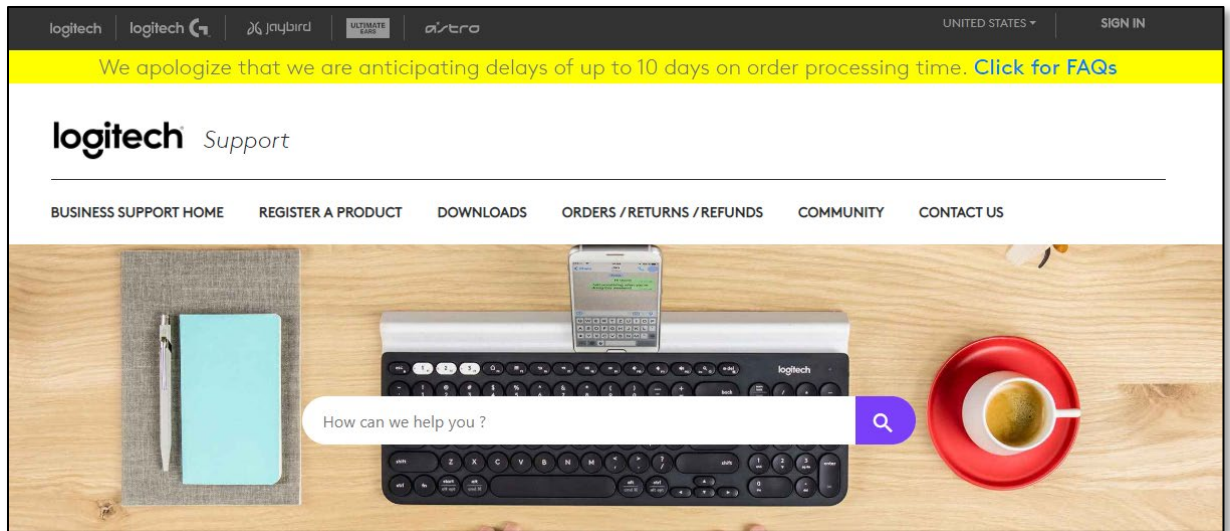 logitech logitech G jaybird ULTIMATE EARS ASTRO UNITED STATES SIGN IN
We apologize that we are anticipating delays of up to 10 days on order processing time. Click for FAQs
logitech Support
BUSINESS SUPPORT HOME REGISTER A PRODUCT DOWNLOADS ORDERS / RETURNS / REFUNDS COMMUNITY CONTACT US
logitech
How can we help you ?
shift Z X C V B N M shift